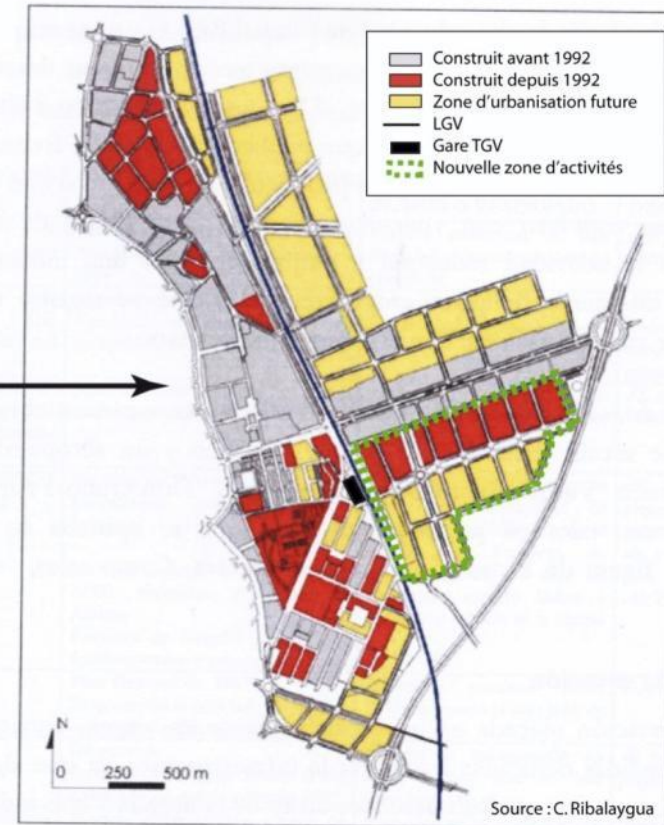 Construit avant 1992
Construit depuis 1992
Zone d'urbanisation future
LGV
Gare TGV
Nouvelle zone d'activités
N
0 250 500 m
Source : C. Ribalaygua